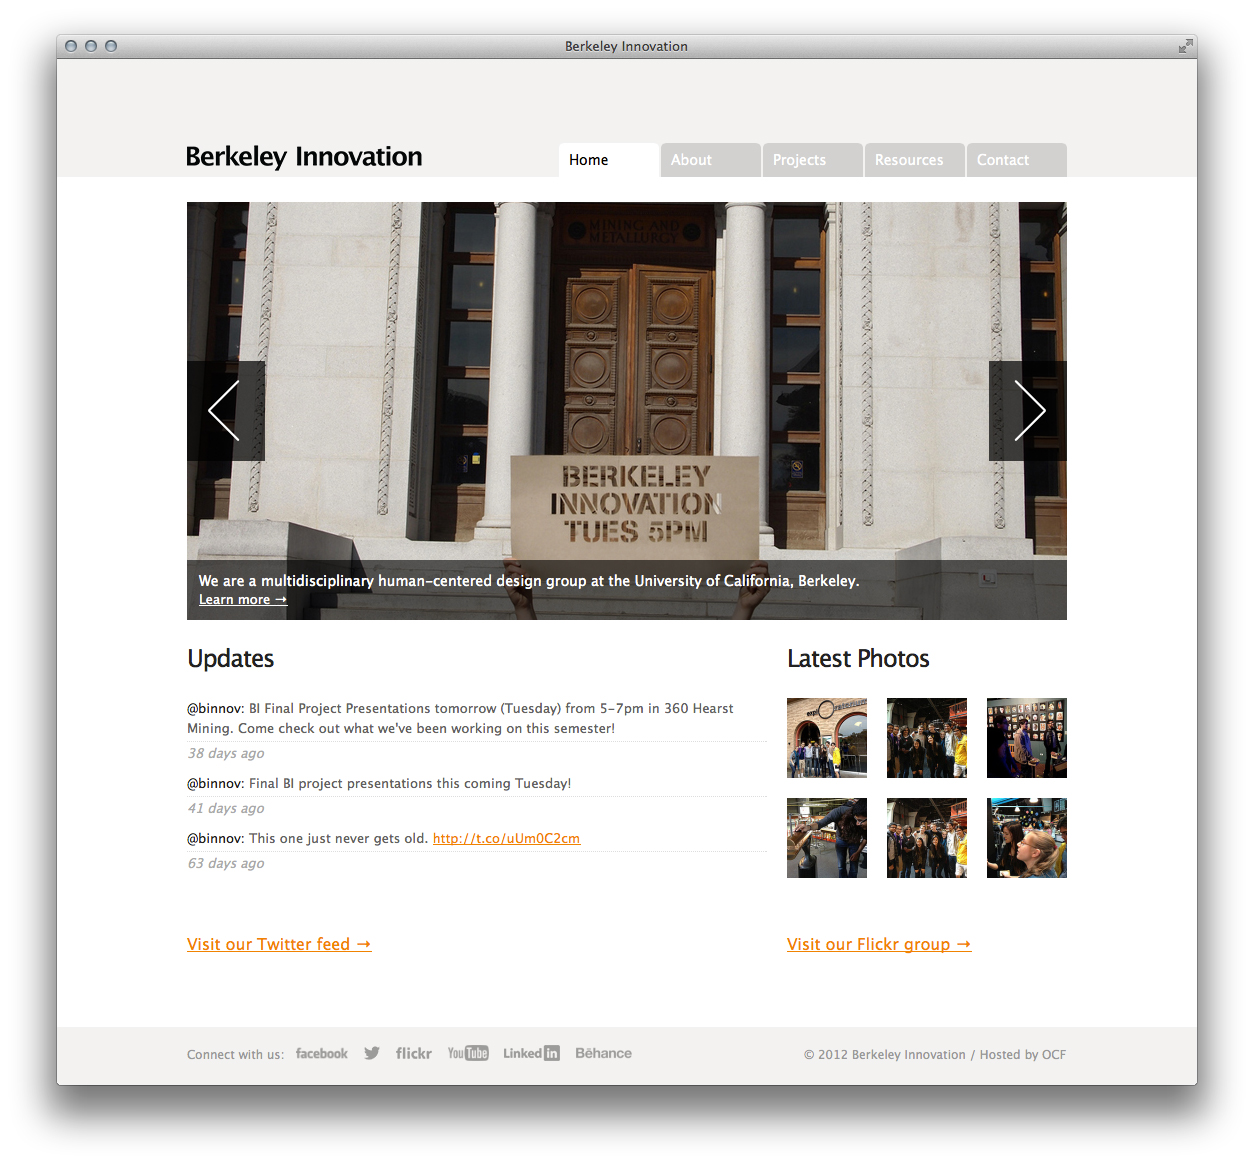 Berkeley Innovation
Berkeley Innovation
Home
About
Projects
Resources
Contact
MINING AND
METALLURGY
BERKELEY
INNOVATION
TUES 5PM
We are a multidisciplinary human-centered design group at the University of California, Berkeley.
Learn more →
Updates
@binnov: BI Final Project Presentations tomorrow (Tuesday) from 5-7pm in 360 Hearst
Mining. Come check out what we've been working on this semester!
38 days ago
@binnov: Final BI project presentations this coming Tuesday!
41 days ago
@binnov: This one just never gets old. http://t.co/uUm0C2cm
63 days ago
Visit our Twitter feed →
Latest Photos
exploratorium
Visit our Flickr group →
Connect with us:
facebook
flickr
YouTube
Linkedin
Bēhance
© 2012 Berkeley Innovation / Hosted by OCF